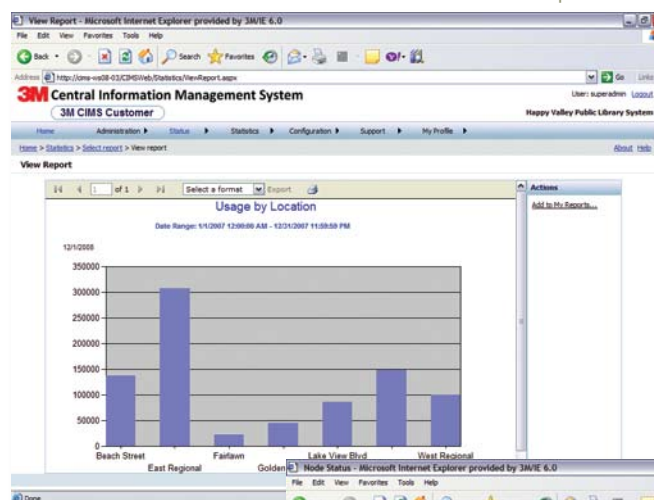 View Report - Microsoft Internet Explorer provided by 3M/IE 6.0
File Edit View Favorites Tools Help
Back Search Favorites
Address http://cims-ws08-03/CIMSWeb/Statistics/ViewReport.aspx Go Links
3M Central Information Management System User: superadmin Logout
3M CIMS Customer Happy Valley Public Library System
Home Administration Status Statistics Configuration Support My Profile
Home > Statistics > Select report > View report About Help
View Report
1 of 1 Select a format Export Actions
Usage by Location Add to My Reports...
Date Range: 1/1/2007 12:00:00 AM - 12/31/2007 11:59:59 PM
12/1/2008
350000
300000
250000
200000
150000
100000
50000
0
Beach Street Fairlawn Lake View Blvd West Regional
East Regional Golden
Node Status - Microsoft Internet Explorer provided by 3M/IE 6.0
File Edit View Favorites Tools Help
Done